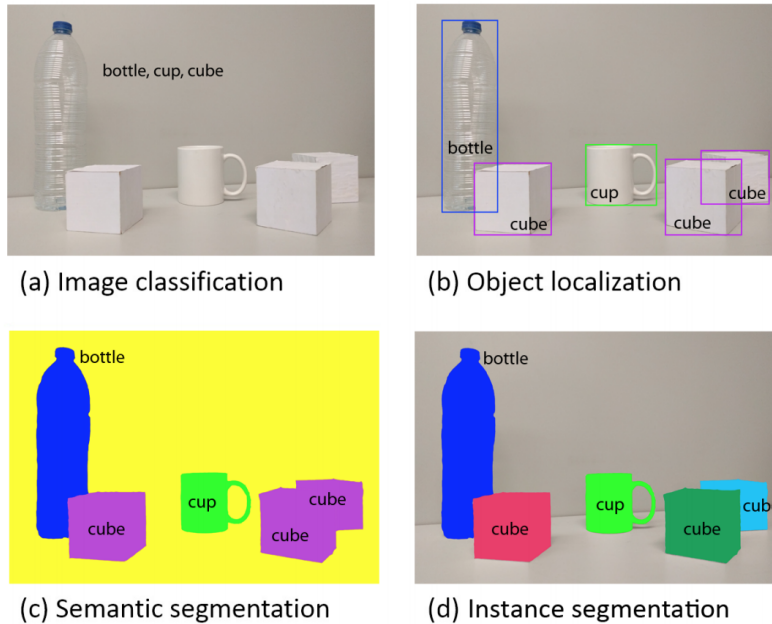 bottle, cup, cube
(a) Image classification
bottle
cup
cube
cube
cube
(b) Object localization
bottle
cube
cup
cube
cube
(c) Semantic segmentation
bottle
cube
cup
cube
cub
(d) Instance segmentation